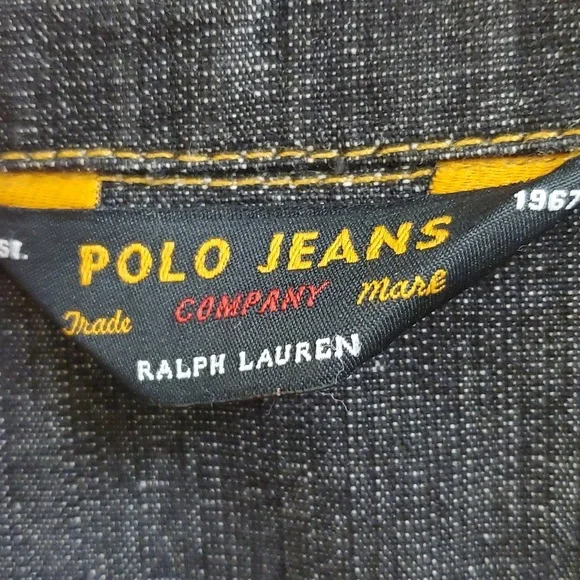 st. 1967
POLO JEANS
Trade COMPANY Mark
RALPH LAUREN